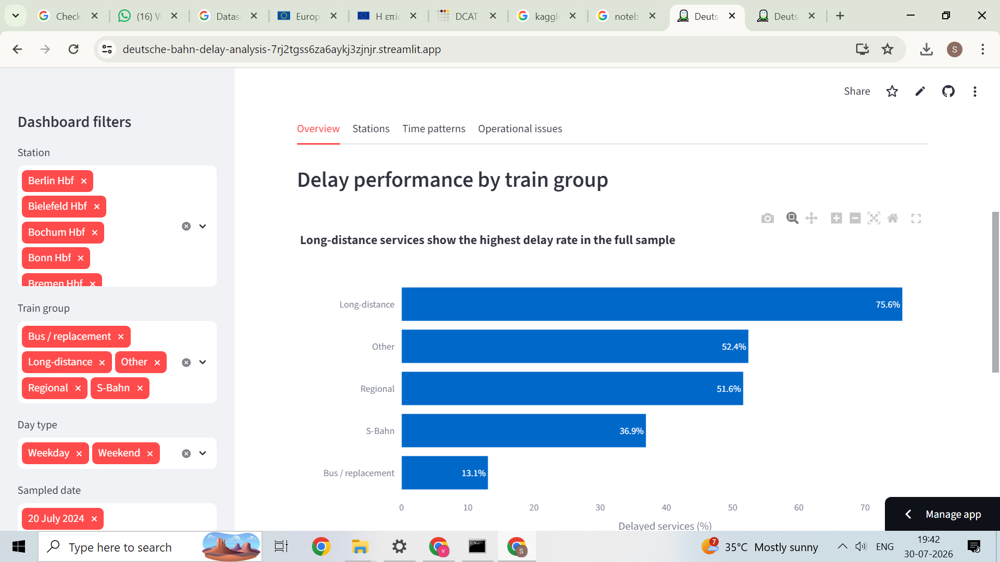 Check
(16) W
Datas
Europ
Η επίσ
DCAT-
kaggl
noteb
Deuts
Deuts
deutsche-bahn-delay-analysis-7rj2tgss6za6aykj3zjnjr.streamlit.app
S
Share
Dashboard filters
Station
Berlin Hbf
Bielefeld Hbf
Bochum Hbf
Bonn Hbf
Bremen Hbf
Train group
Bus / replacement
Long-distance
Other
Regional
S-Bahn
Day type
Weekday
Weekend
Sampled date
20 July 2024
Overview
Stations
Time patterns
Operational issues
Delay performance by train group
Long-distance services show the highest delay rate in the full sample
Long-distance
75.6%
Other
52.4%
Regional
51.6%
S-Bahn
36.9%
Bus / replacement
13.1%
0 10 20 30 40 50 60 70
Delayed services (%)
Manage app
Type here to search
V
S
7
35°C Mostly sunny
ENG
19:42
30-07-2026